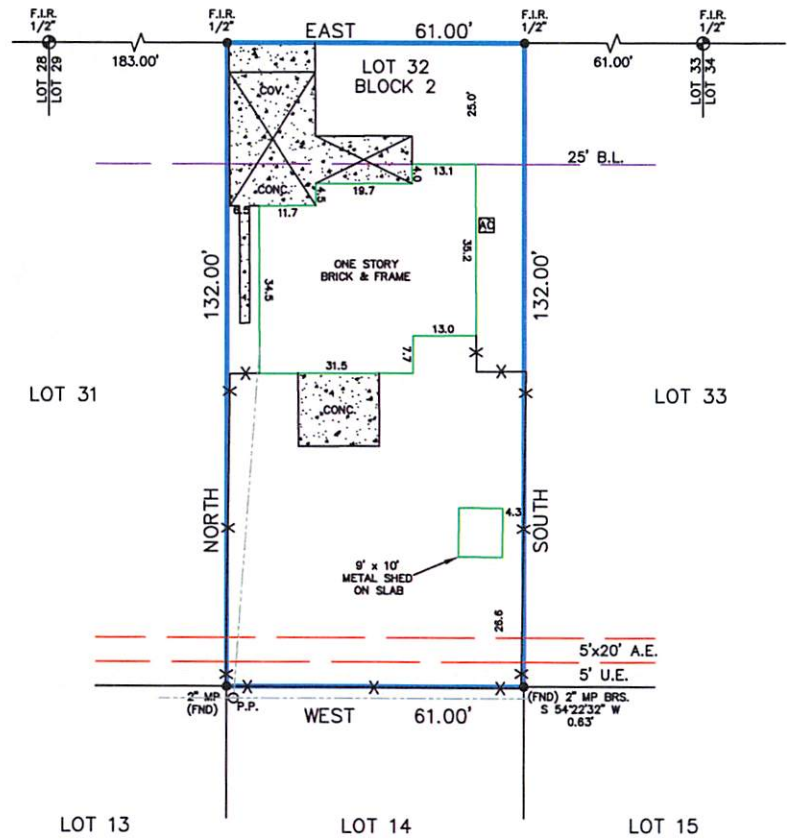 F.I.R.
1/2"
F.I.R.
1/2"
F.I.R.
1/2"
F.I.R.
1/2"
EAST 61.00'
183.00'
61.00'
LOT 28
LOT 29
LOT 33
LOT 34
LOT 32
BLOCK 2
COV.
25.0'
25' B.L.
CONC.
4.5
19.7
4.0
13.1
6.5
11.7
AC
132.00'
34.5
ONE STORY
BRICK & FRAME
35.2
132.00'
13.0
7.7
31.5
LOT 31
CONC.
LOT 33
NORTH
SOUTH
4.3
9' x 10'
METAL SHED
ON SLAB
26.6
5'x20' A.E.
5' U.E.
2" MP
(FND)
P.P.
WEST 61.00'
(FND) 2" MP BRS.
S 54°22'32" W
0.63'
LOT 13
LOT 14
LOT 15